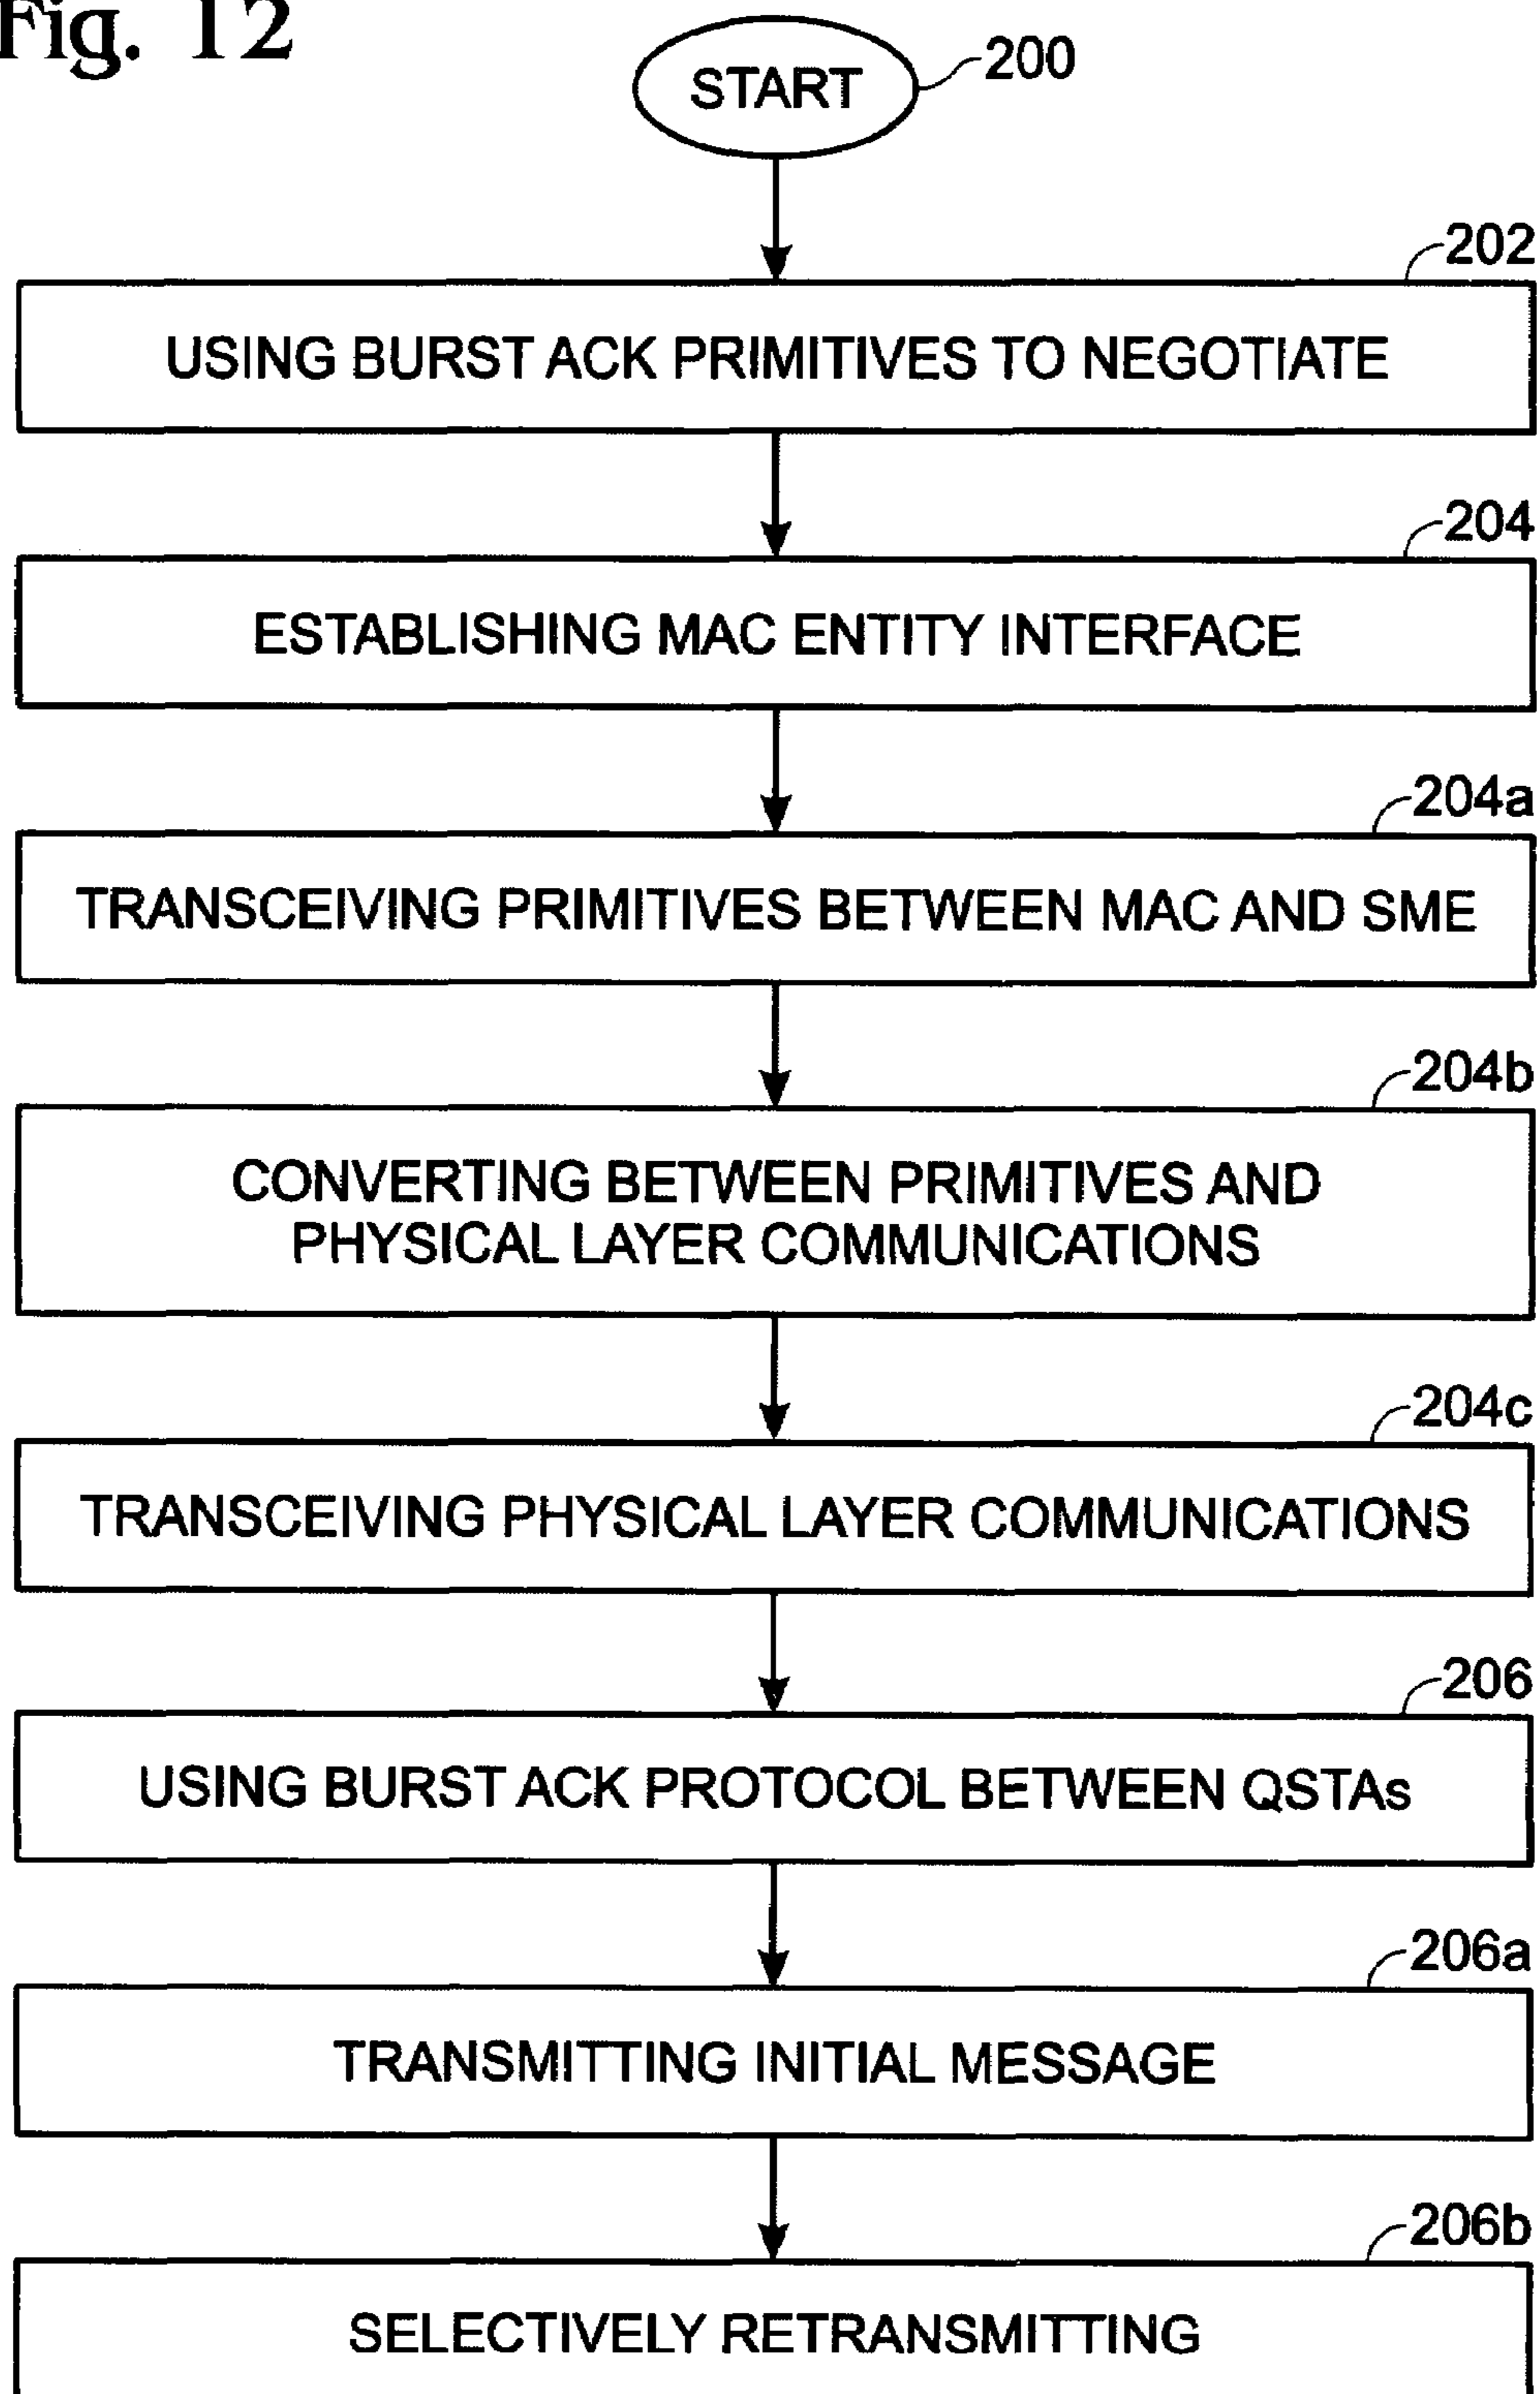 Fig. 12
START
200
202
USING BURST ACK PRIMITIVES TO NEGOTIATE
204
ESTABLISHING MAC ENTITY INTERFACE
204a
TRANSCEIVING PRIMITIVES BETWEEN MAC AND SME
204b
CONVERTING BETWEEN PRIMITIVES AND
PHYSICAL LAYER COMMUNICATIONS
204c
TRANSCEIVING PHYSICAL LAYER COMMUNICATIONS
206
USING BURST ACK PROTOCOL BETWEEN QSTAs
206a
TRANSMITTING INITIAL MESSAGE
206b
SELECTIVELY RETRANSMITTING